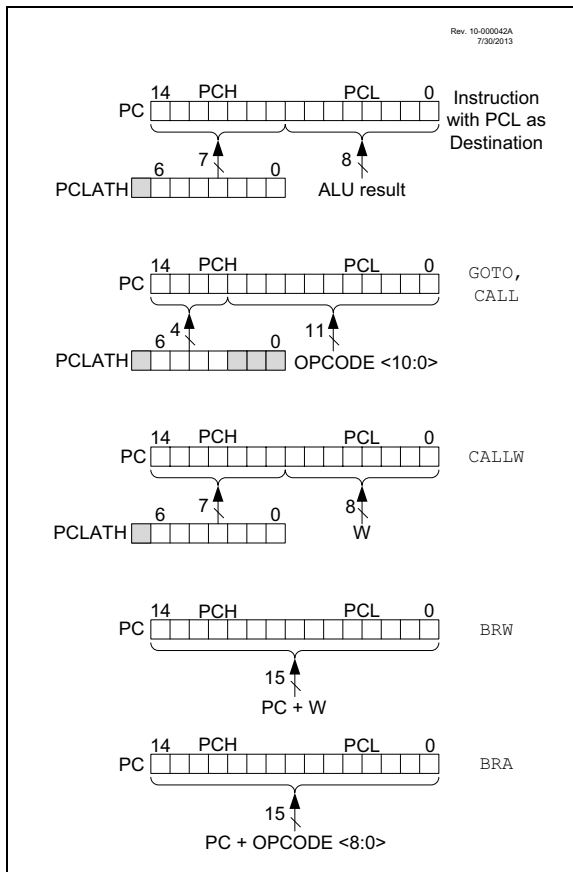 Rev. 10-000042A
7/30/2013
14 PCH PCL 0
PC
Instruction
with PCL as
Destination
7 8
6 0
PCLATH
ALU result
14 PCH PCL 0
PC
GOTO,
CALL
4 11
6 0
PCLATH
OPCODE <10:0>
14 PCH PCL 0
PC
CALLW
7 8
6 0
PCLATH
W
14 PCH PCL 0
PC
BRW
15
PC + W
14 PCH PCL 0
PC
BRA
15
PC + OPCODE <8:0>